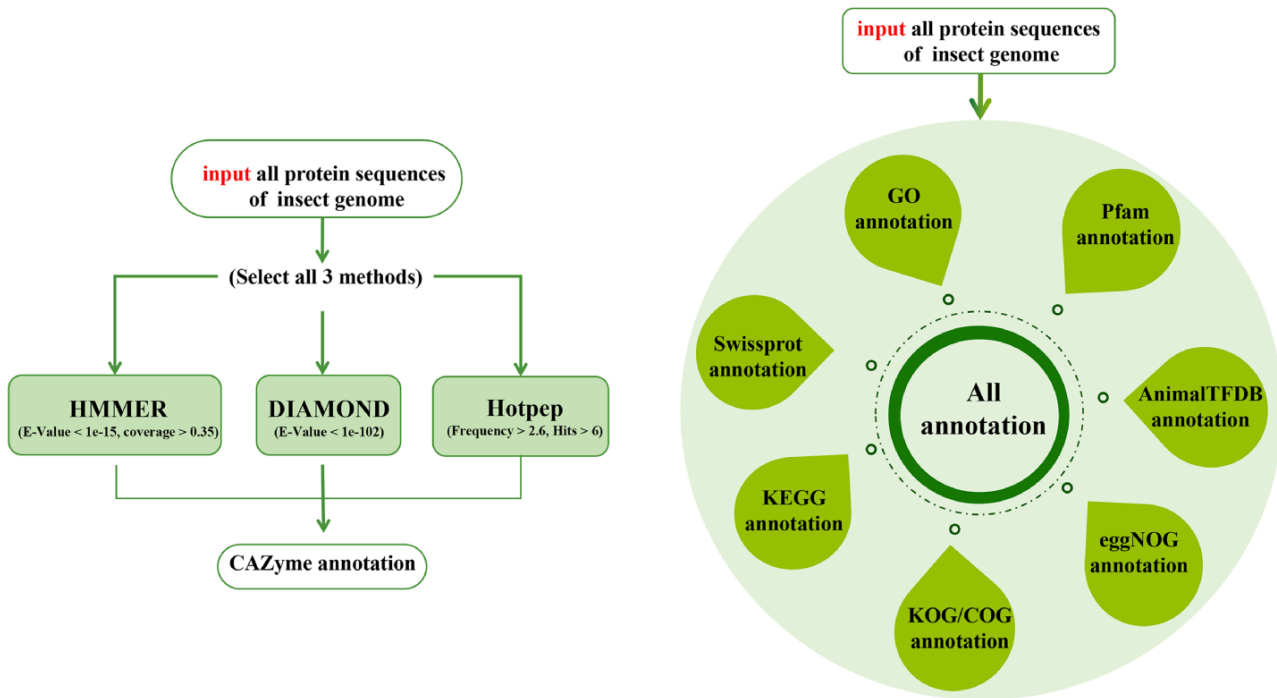 input all protein sequences
of insect genome
(Select all 3 methods)
HMMER
(E-Value < 1e-15, coverage > 0.35)
DIAMOND
(E-Value < 1e-102)
Hotpep
(Frequency > 2.6, Hits > 6)
CAZyme annotation
input all protein sequences
of insect genome
GO
annotation
Pfam
annotation
Swissprot
annotation
All
annotation
AnimalTFDB
annotation
KEGG
annotation
eggNOG
annotation
KOG/COG
annotation